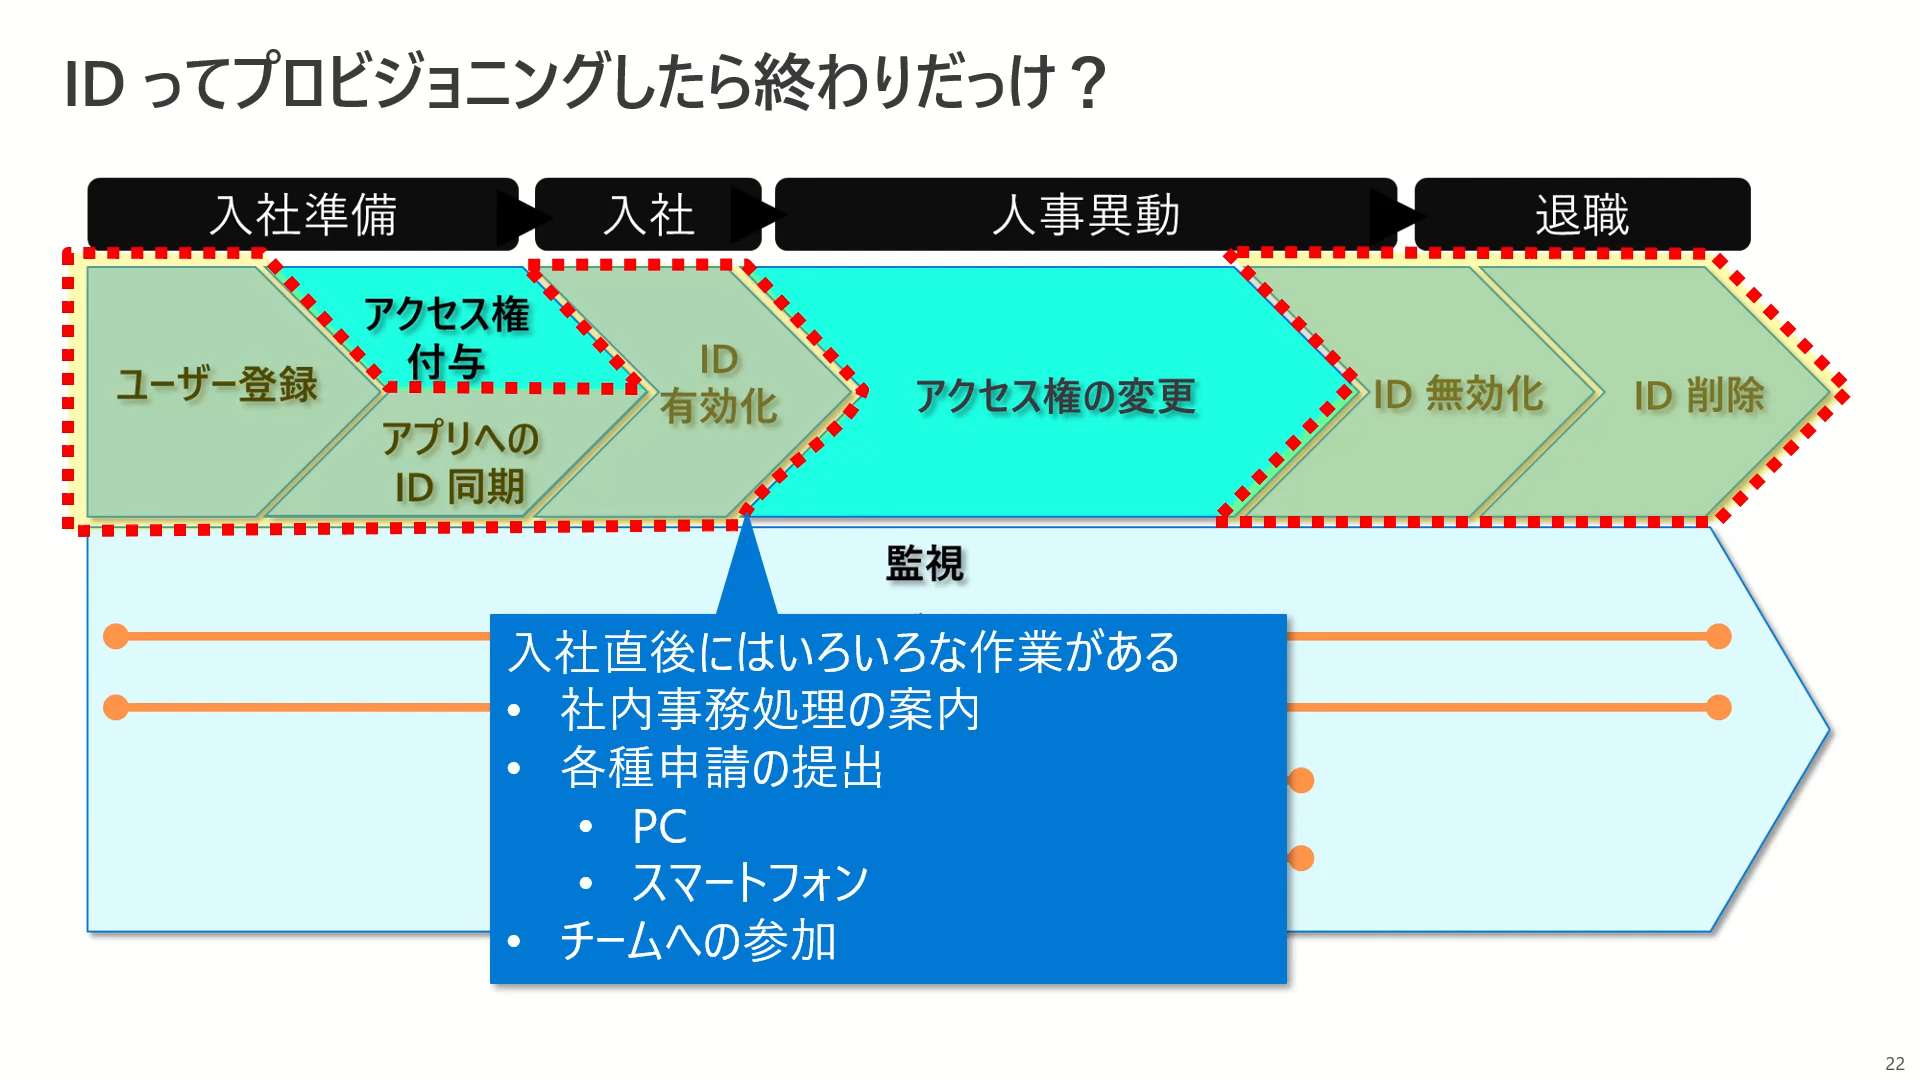 ID ってプロビジョニングしたら終わりだっけ？
入社準備
入社
人事異動
退職
ユーザー登録
アクセス権
付与
アプリへの
ID 同期
ID
有効化
アクセス権の変更
ID 無効化
ID 削除
監視
入社直後にはいろいろな作業がある
• 社内事務処理の案内
• 各種申請の提出
• PC
• スマートフォン
• チームへの参加
22